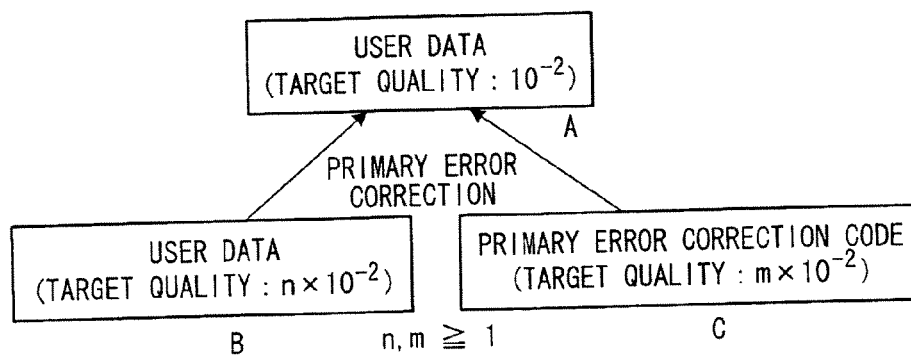 USER DATA
(TARGET QUALITY : 10⁻²)
A
PRIMARY ERROR
CORRECTION
USER DATA
(TARGET QUALITY : n×10⁻²)
B
PRIMARY ERROR CORRECTION CODE
(TARGET QUALITY : m×10⁻²)
C
n, m ≧ 1